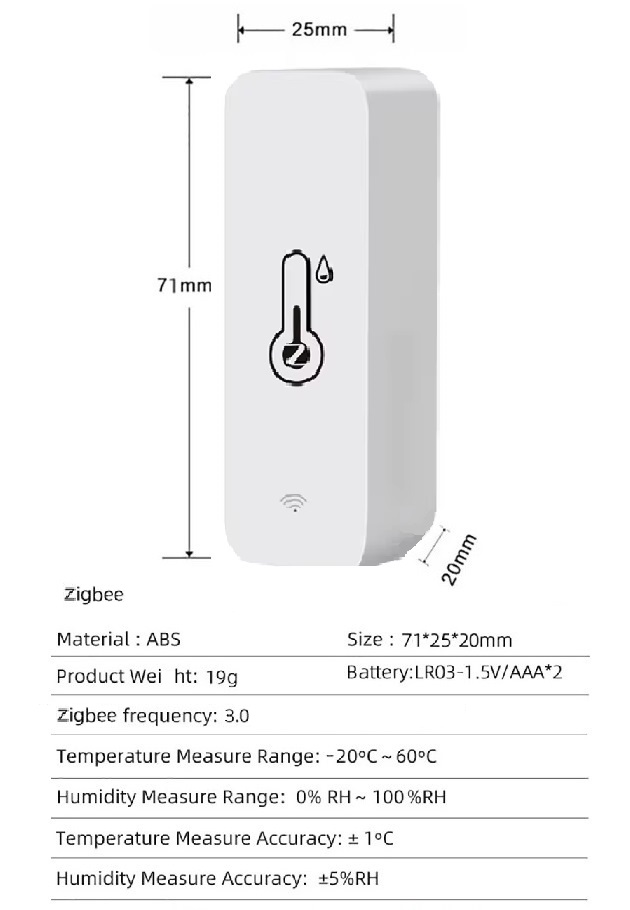 25mm
71mm
20mm
Zigbee
Material : ABS
Size : 71*25*20mm
Product Wei ht: 19g
Battery:LR03-1.5V/AAA*2
Zigbee frequency: 3.0
Temperature Measure Range: -20ºC ~ 60ºC
Humidity Measure Range: 0% RH ~ 100%RH
Temperature Measure Accuracy: ± 1ºC
Humidity Measure Accuracy: ±5%RH